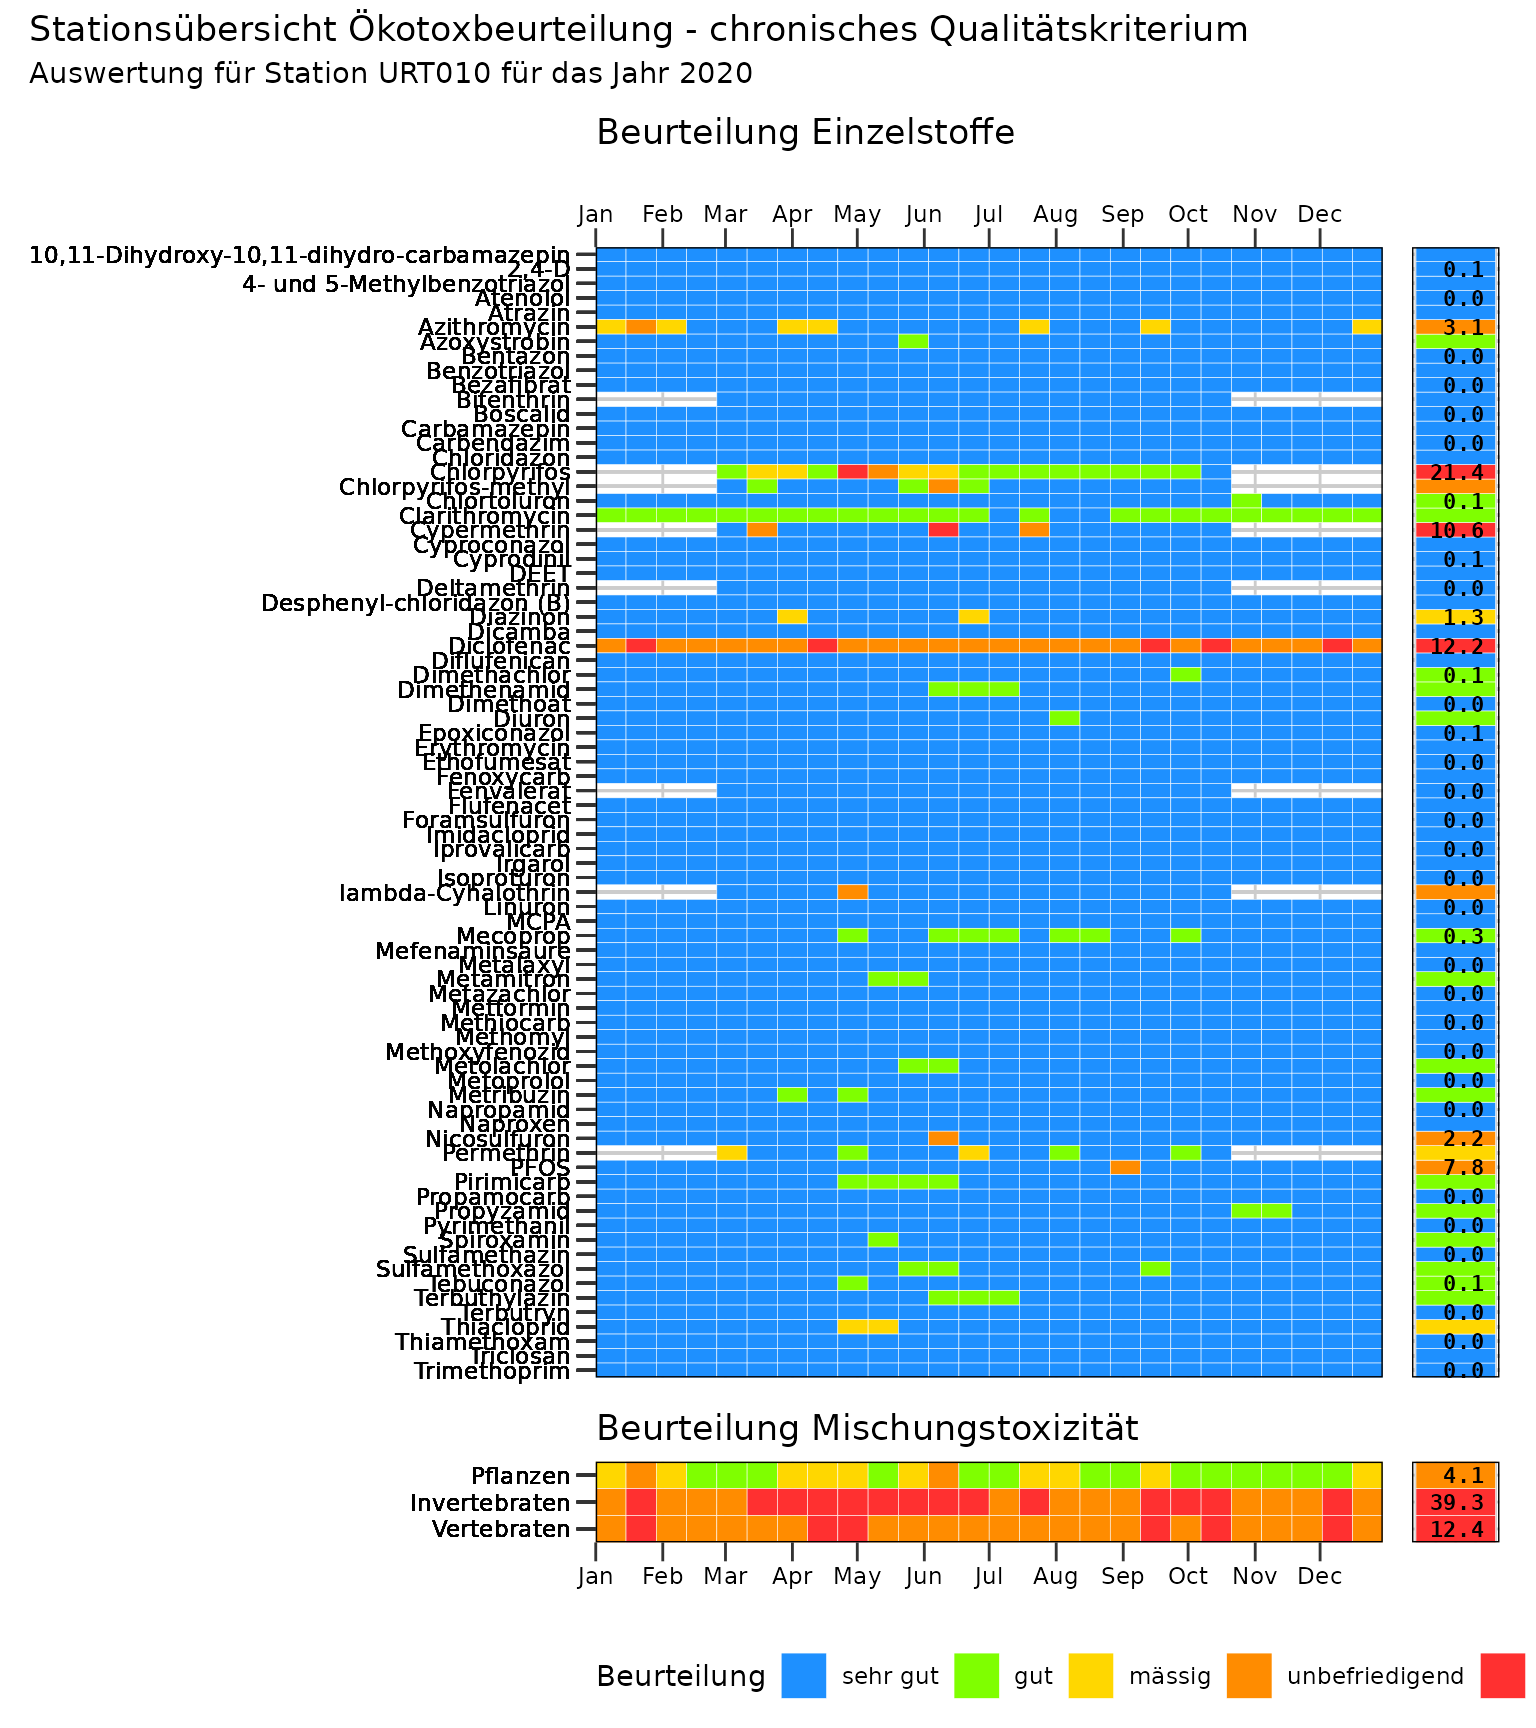 Stationsübersicht Ökotoxbeurteilung - chronisches Qualitätskriterium
Auswertung für Station URT010 für das Jahr 2020
Beurteilung Einzelstoffe
Jan Feb Mar Apr May Jun Jul Aug Sep Oct Nov Dec
10,11-Dihydroxy-10,11-dihydro-carbamazepin
2,4-D 0.1
4- und 5-Methylbenzotriazol
Atenolol 0.0
Atrazin
Azithromycin 3.1
Azoxystrobin
Bentazon 0.0
Benzotriazol
Bezafibrat 0.0
Bifenthrin
Boscalid 0.0
Carbamazepin
Carbendazim 0.0
Chloridazon
Chlorpyrifos 21.4
Chlorpyrifos-methyl
Chlortoluron 0.1
Clarithromycin
Cypermethrin 10.6
Cyproconazol
Cyprodinil 0.1
DEET
Deltamethrin 0.0
Desphenyl-chloridazon (B)
Diazinon 1.3
Dicamba
Diclofenac 12.2
Diflufenican
Dimethachlor 0.1
Dimethenamid
Dimethoat 0.0
Diuron
Epoxiconazol 0.1
Erythromycin
Ethofumesat 0.0
Fenoxycarb
Fenvalerat 0.0
Flufenacet
Foramsulfuron 0.0
Imidacloprid
Iprovalicarb 0.0
Irgarol
Isoproturon 0.0
lambda-Cyhalothrin
Linuron 0.0
MCPA
Mecoprop 0.3
Mefenaminsäure
Metalaxyl 0.0
Metamitron
Metazachlor 0.0
Metformin
Methiocarb 0.0
Methomyl
Methoxyfenozid 0.0
Metolachlor
Metoprolol 0.0
Metribuzin
Napropamid 0.0
Naproxen
Nicosulfuron 2.2
Permethrin
PFOS 7.8
Pirimicarb
Propamocarb 0.0
Propyzamid
Pyrimethanil 0.0
Spiroxamin
Sulfamethazin 0.0
Sulfamethoxazol
Tebuconazol 0.1
Terbuthylazin
Terbutryn 0.0
Thiacloprid
Thiamethoxam 0.0
Triclosan
Trimethoprim 0.0
Beurteilung Mischungstoxizität
Pflanzen 4.1
Invertebraten 39.3
Vertebraten 12.4
Jan Feb Mar Apr May Jun Jul Aug Sep Oct Nov Dec
Beurteilung sehr gut gut mässig unbefriedigend